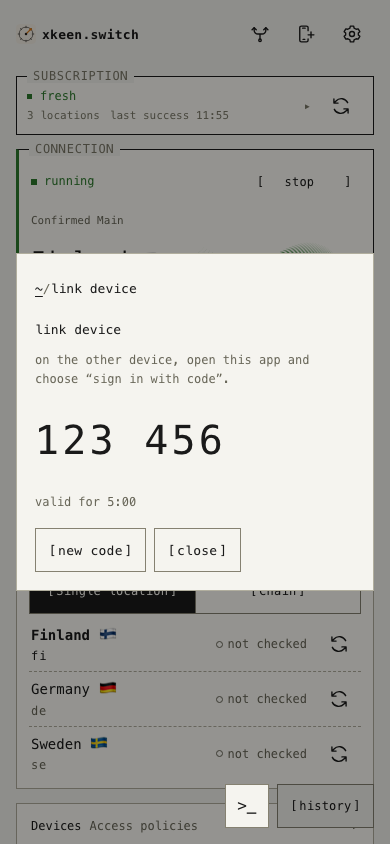 xkeen.switch
SUBSCRIPTION
fresh
3 locations last success 11:55
CONNECTION
running
[ stop ]
Confirmed Main
~/link device
link device
on the other device, open this app and
choose “sign in with code”.
123 456
valid for 5:00
[new code] [close]
[Single location] [Chain]
Finland
fi
not checked
Germany
de
not checked
Sweden
se
not checked
>_ [history]
Devices Access policies